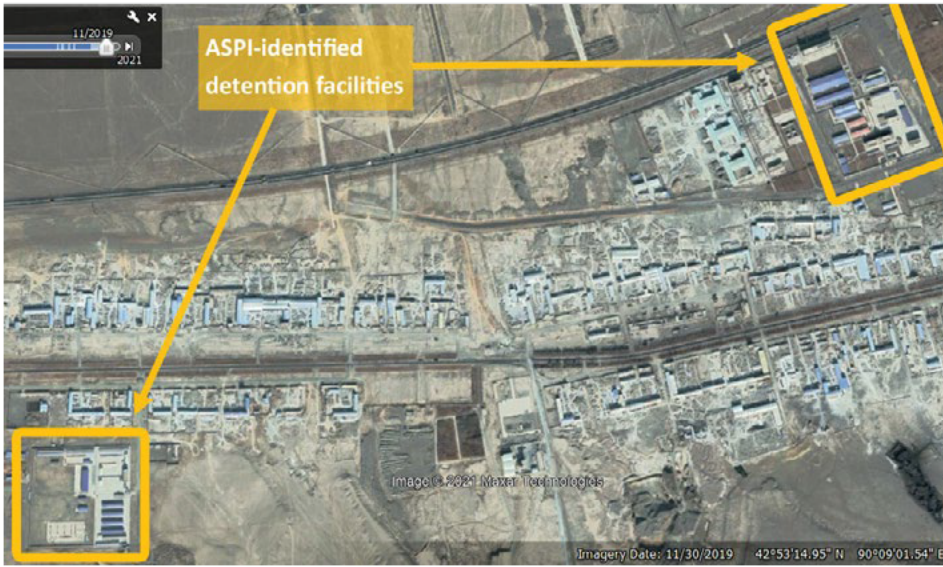 11/2019
2021
ASPI-identified
detention facilities
Image © 2021 Maxar Technologies
Imagery Date: 11/30/2019 42°53'14.95" N 90°09'01.54" E